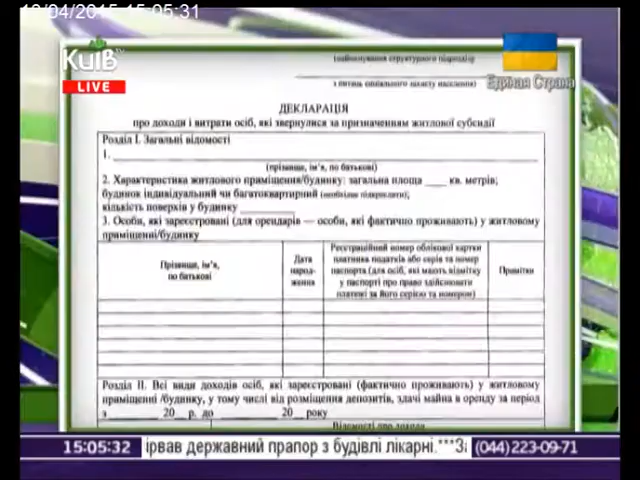 15:05:31
Київ
TV
LIVE
Единая Страна
(найменування структурного підрозділу
з питань соціального захисту населення)
ДЕКЛАРАЦІЯ
про доходи і витрати осіб, які звернулися за призначенням житлової субсидії
Розділ I. Загальні відомості
1.
(прізвище, ім'я, по батькові)
2. Характеристика житлового приміщення/будинку: загальна площа ____ кв. метрів;
будинок індивідуальний чи багатоквартирний (необхідне підкреслити);
кількість поверхів у будинку
3. Особи, які зареєстровані (для орендарів — особи, які фактично проживають) у житловому
приміщенні/будинку
Прізвище, ім'я,
по батькові
Дата
народ-
ження
Реєстраційний номер облікової картки
платника податків або серія та номер
паспорта (для осіб, які мають відмітку
у паспорті про право здійснювати
платежі за його серією та номером)
Примітки
Розділ II. Всі види доходів осіб, які зареєстровані (фактично проживають) у житловому
приміщенні /будинку, у тому числі від розміщення депозитів, здачі майна в оренду за період
з ________ 20__ р. до ________ 20__ року
Відомості про доходи
15:05:32
ірвав державний прапор з будівлі лікарні.***За
(044)223-09-71